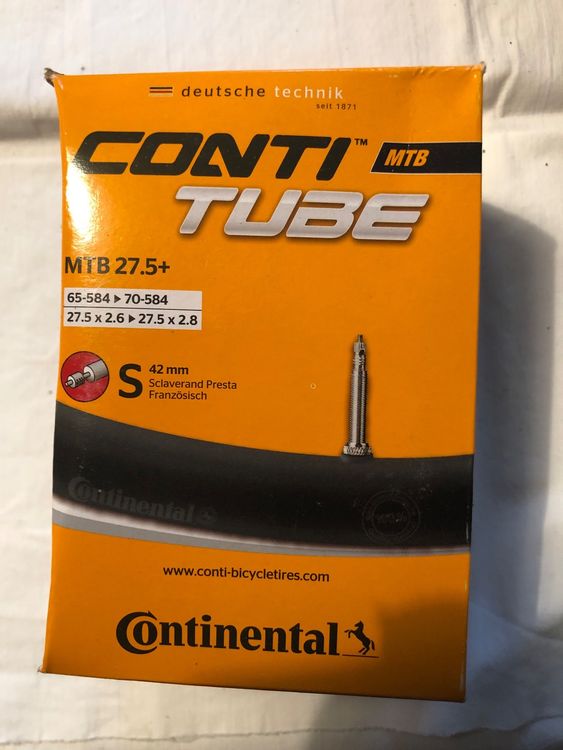 deutsche technik
seit 1871
CONTI™ MTB
TUBE
MTB 27.5+
65-584 ▸ 70-584
27.5 x 2.6 ▸ 27.5 x 2.8
S 42 mm
Sclaverand Presta
Französisch
Continental
www.conti-bicycletires.com
Continental